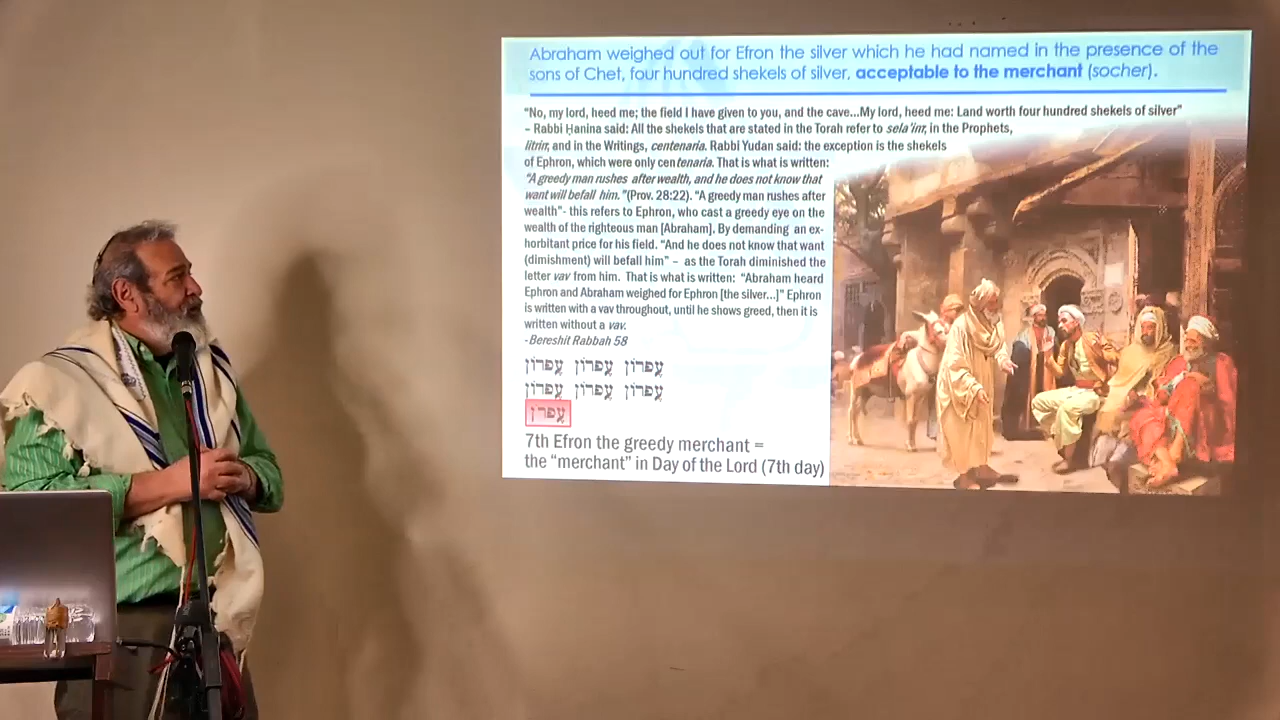 Abraham weighed out for Efron the silver which he had named in the presence of the
sons of Chet, four hundred shekels of silver, acceptable to the merchant (socher).
“No, my lord, heed me; the field I have given to you, and the cave...My lord, heed me: Land worth four hundred shekels of silver”
– Rabbi Ḥanina said: All the shekels that are stated in the Torah refer to sela’im; in the Prophets,
litrin; and in the Writings, centenaria. Rabbi Yudan said: the exception is the shekels
of Ephron, which were only centenaria. That is what is written:
“A greedy man rushes after wealth, and he does not know that
want will befall him.”(Prov. 28:22). “A greedy man rushes after
wealth”- this refers to Ephron, who cast a greedy eye on the
wealth of the righteous man [Abraham]. By demanding an ex-
horbitant price for his field. “And he does not know that want
(dimishment) will befall him” – as the Torah diminished the
letter vav from him. That is what is written: “Abraham heard
Ephron and Abraham weighed for Ephron [the silver...]” Ephron
is written with a vav throughout, until he shows greed, then it is
written without a vav.
-Bereshit Rabbah 58
עֶפְרוֹן עֶפְרוֹן עֶפְרוֹן
עֶפְרוֹן עֶפְרוֹן עֶפְרוֹן
עֶפְרֹן
7th Efron the greedy merchant =
the “merchant” in Day of the Lord (7th day)